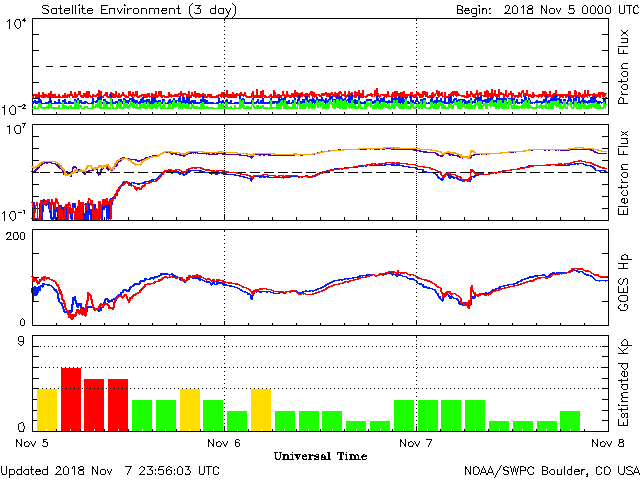 Satellite Environment (3 day) Begin: 2018 Nov 5 0000 UTC
10^4
10^-2
Proton Flux
10^7
10^-1
Electron Flux
200
0
GOES Hp
9
0
Estimated Kp
Nov 5 Nov 6 Nov 7 Nov 8
Universal Time
Updated 2018 Nov 7 23:56:03 UTC NOAA/SWPC Boulder, CO USA